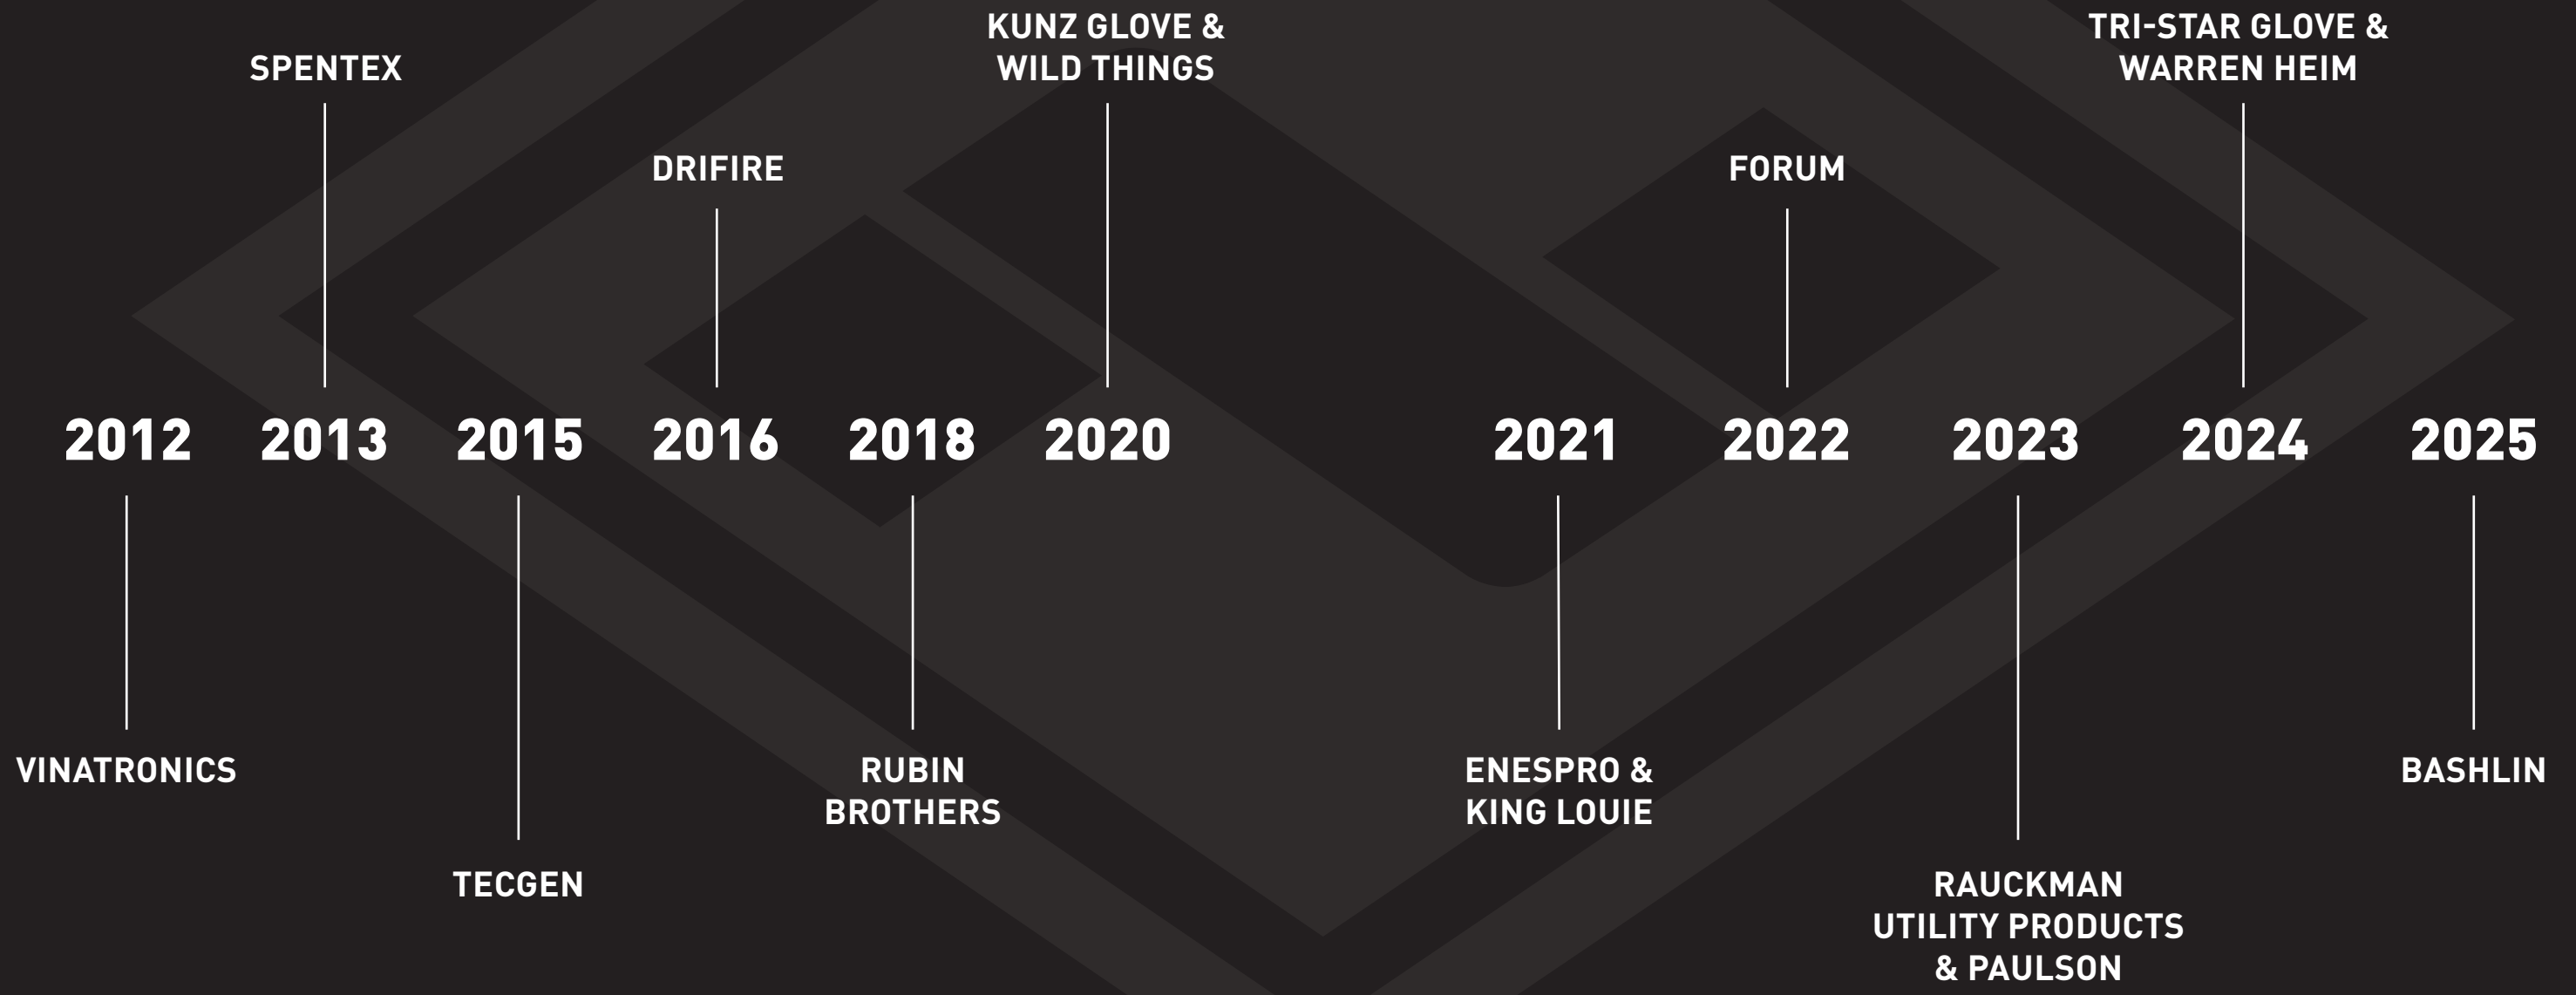 KUNZ GLOVE &
WILD THINGS
TRI-STAR GLOVE &
WARREN HEIM
SPENTEX
DRIFIRE
FORUM
2012 2013 2015 2016 2018 2020 2021 2022 2023 2024 2025
VINATRONICS
RUBIN
BROTHERS
ENESPRO &
KING LOUIE
BASHLIN
TECGEN
RAUCKMAN
UTILITY PRODUCTS
& PAULSON